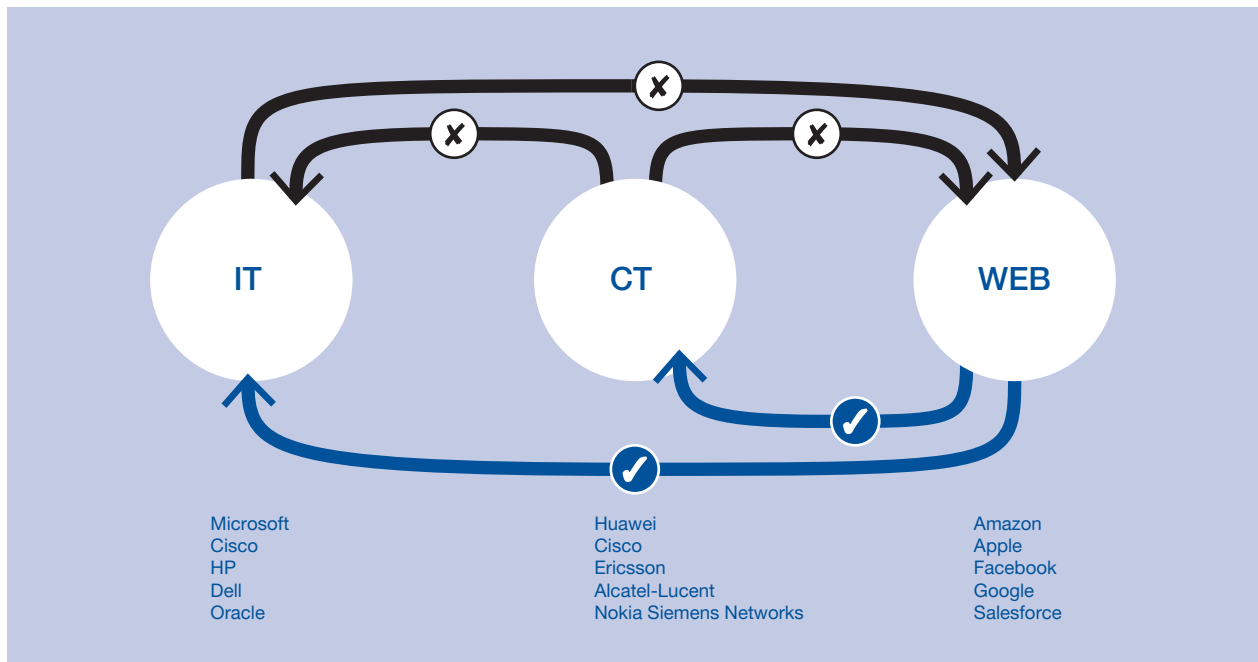 IT
CT
WEB
Microsoft
Cisco
HP
Dell
Oracle
Huawei
Cisco
Ericsson
Alcatel-Lucent
Nokia Siemens Networks
Amazon
Apple
Facebook
Google
Salesforce